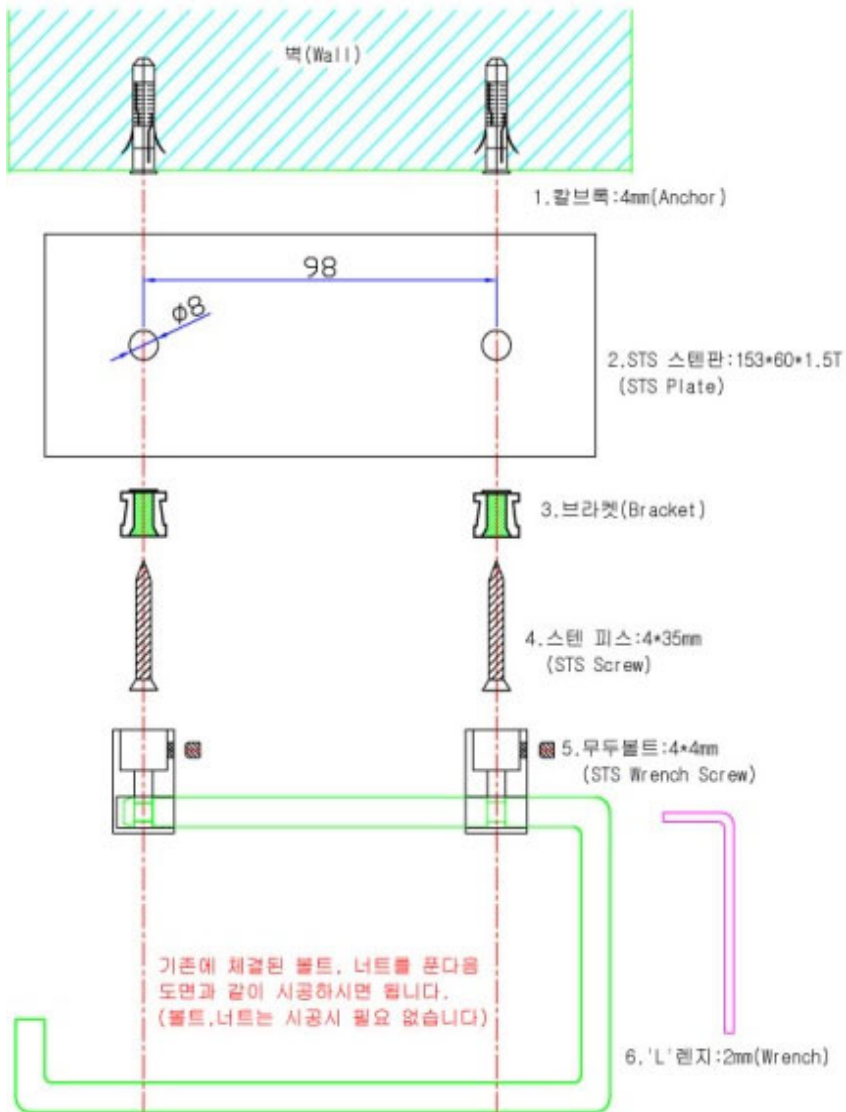 벽(Wall)
1.칼브록:4mm(Anchor)
98
ϕ8
2.STS 스텐판:153*60*1.5T
(STS Plate)
3.브라켓(Bracket)
4.스텐 피스:4*35mm
(STS Screw)
5.무두볼트:4*4mm
(STS Wrench Screw)
기존에 체결된 볼트, 너트를 푼다음
도면과 같이 시공하시면 됩니다.
(볼트,너트는 시공시 필요 없습니다)
6.'L'렌지:2mm(Wrench)